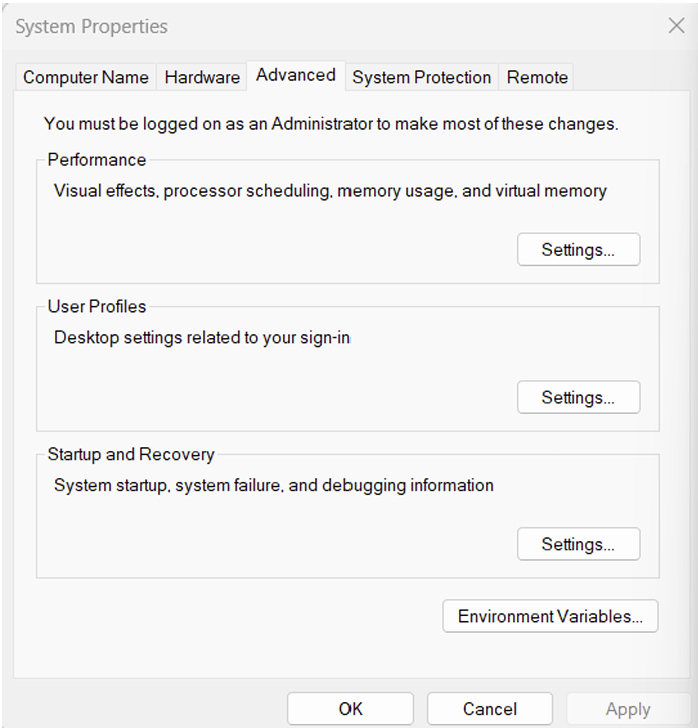 System Properties
Computer Name Hardware Advanced System Protection Remote
You must be logged on as an Administrator to make most of these changes.
Performance
Visual effects, processor scheduling, memory usage, and virtual memory
Settings...
User Profiles
Desktop settings related to your sign-in
Settings...
Startup and Recovery
System startup, system failure, and debugging information
Settings...
Environment Variables...
OK Cancel Apply